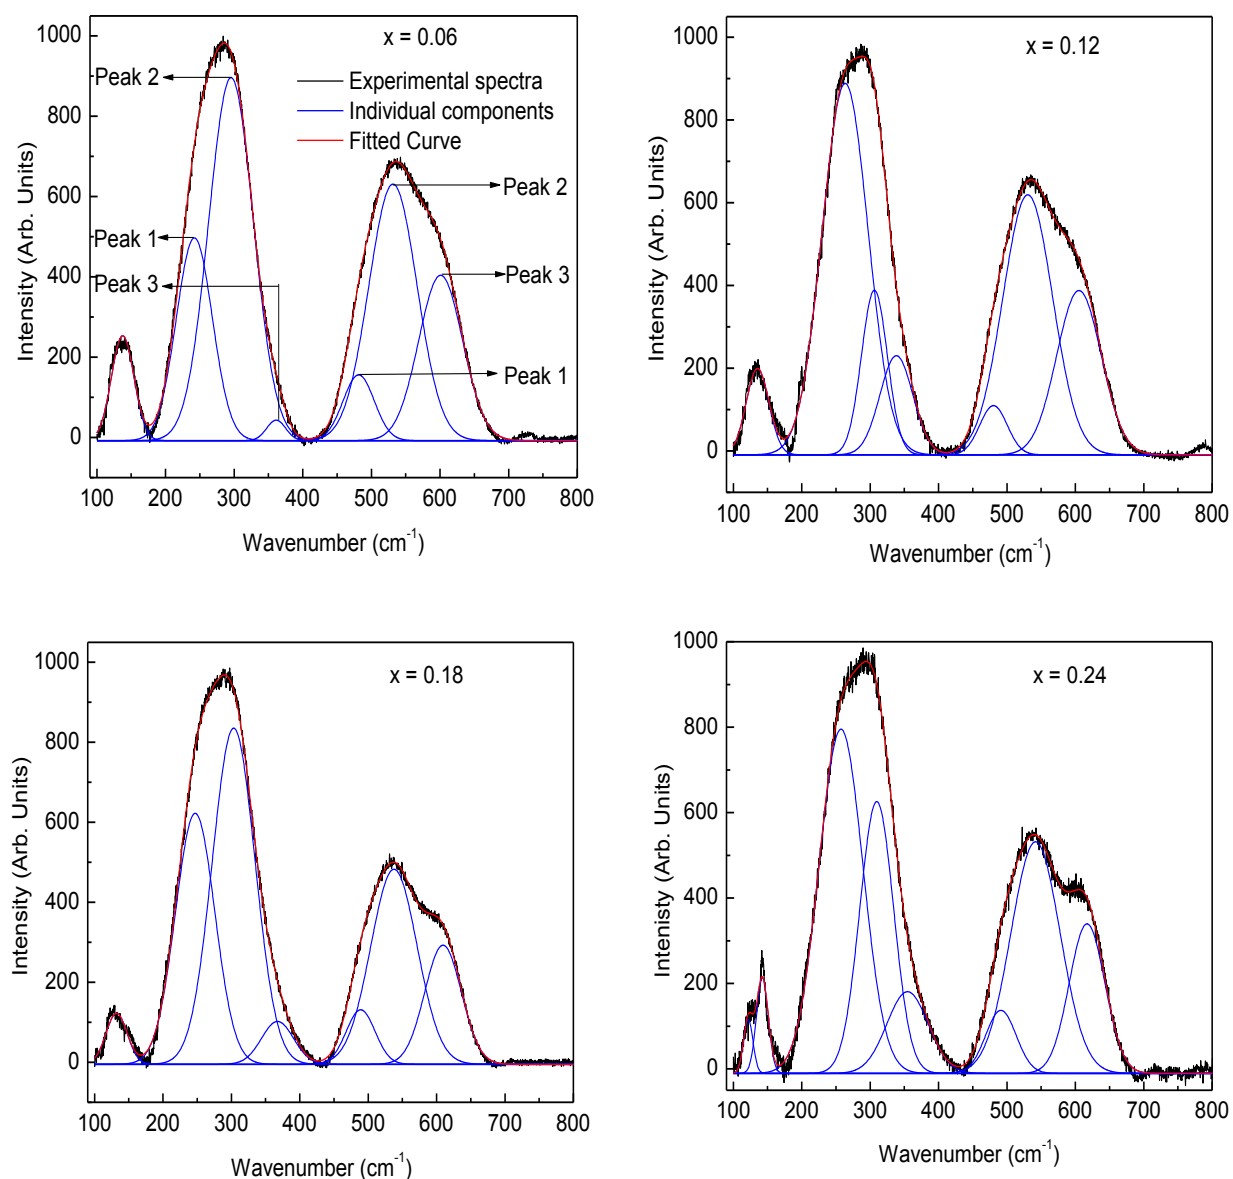 x = 0.06
1000
800
600
400
200
0
Intensity (Arb. Units)
Peak 2
Experimental spectra
Individual components
Fitted Curve
Peak 2
Peak 1
Peak 3
Peak 3
Peak 1
100 200 300 400 500 600 700 800
Wavenumber (cm-1)
x = 0.12
1000
800
600
400
200
0
Intensity (Arb. Units)
100 200 300 400 500 600 700 800
Wavenumber (cm-1)
x = 0.18
1000
800
600
400
200
0
Intensity (Arb. Units)
100 200 300 400 500 600 700 800
Wavenumber (cm-1)
x = 0.24
1000
800
600
400
200
0
Intenisty (Arb. Units)
100 200 300 400 500 600 700 800
Wavenumber (cm-1)